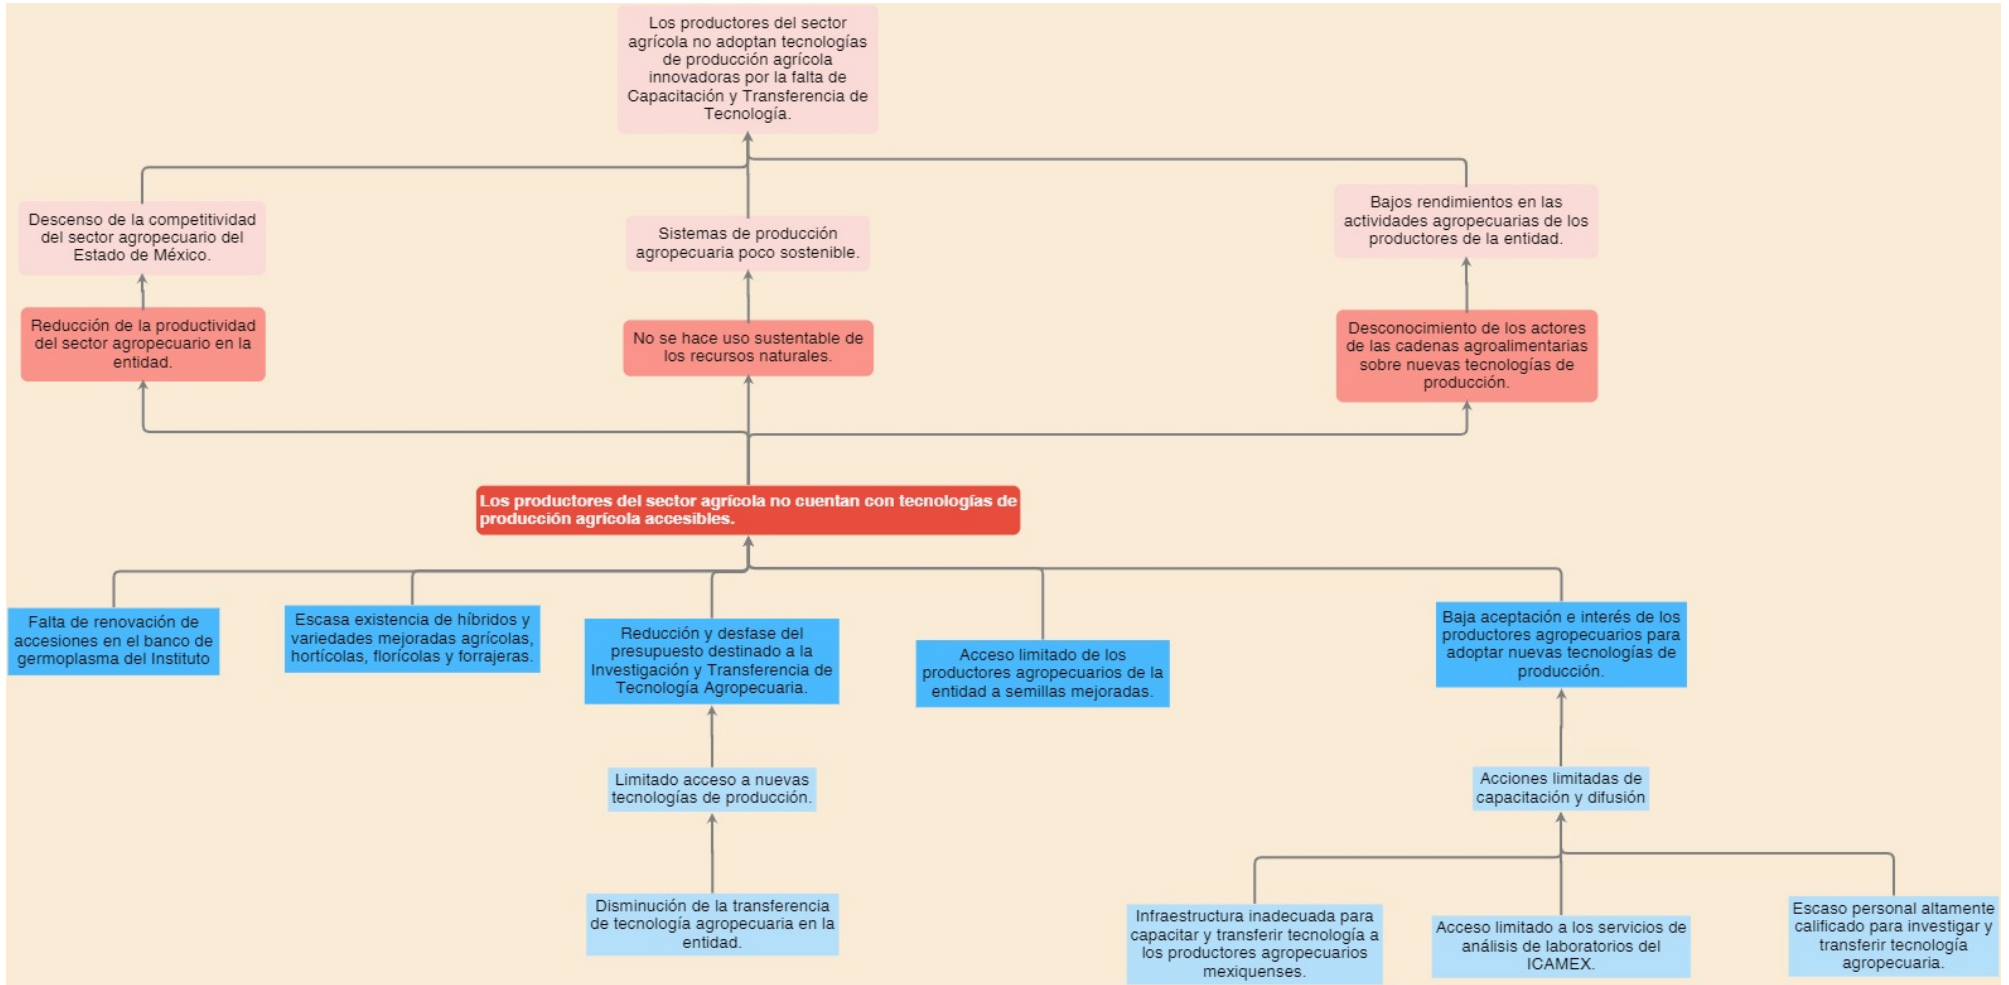 Los productores del sector
agrícola no adoptan tecnologías
de producción agrícola
innovadoras por la falta de
Capacitación y Transferencia de
Tecnología.
Descenso de la competitividad
del sector agropecuario del
Estado de México.
Sistemas de producción
agropecuaria poco sostenible.
Bajos rendimientos en las
actividades agropecuarias de los
productores de la entidad.
Reducción de la productividad
del sector agropecuario en la
entidad.
No se hace uso sustentable de
los recursos naturales.
Desconocimiento de los actores
de las cadenas agroalimentarias
sobre nuevas tecnologías de
producción.
Los productores del sector agrícola no cuentan con tecnologías de
producción agrícola accesibles.
Falta de renovación de
accesiones en el banco de
germoplasma del Instituto
Escasa existencia de híbridos y
variedades mejoradas agrícolas,
hortícolas, florícolas y forrajeras.
Reducción y desfase del
presupuesto destinado a la
Investigación y Transferencia de
Tecnología Agropecuaria.
Acceso limitado de los
productores agropecuarios de la
entidad a semillas mejoradas.
Baja aceptación e interés de los
productores agropecuarios para
adoptar nuevas tecnologías de
producción.
Limitado acceso a nuevas
tecnologías de producción.
Acciones limitadas de
capacitación y difusión
Disminución de la transferencia
de tecnología agropecuaria en la
entidad.
Infraestructura inadecuada para
capacitar y transferir tecnología a
los productores agropecuarios
mexiquenses.
Acceso limitado a los servicios de
análisis de laboratorios del
ICAMEX.
Escaso personal altamente
calificado para investigar y
transferir tecnología
agropecuaria.